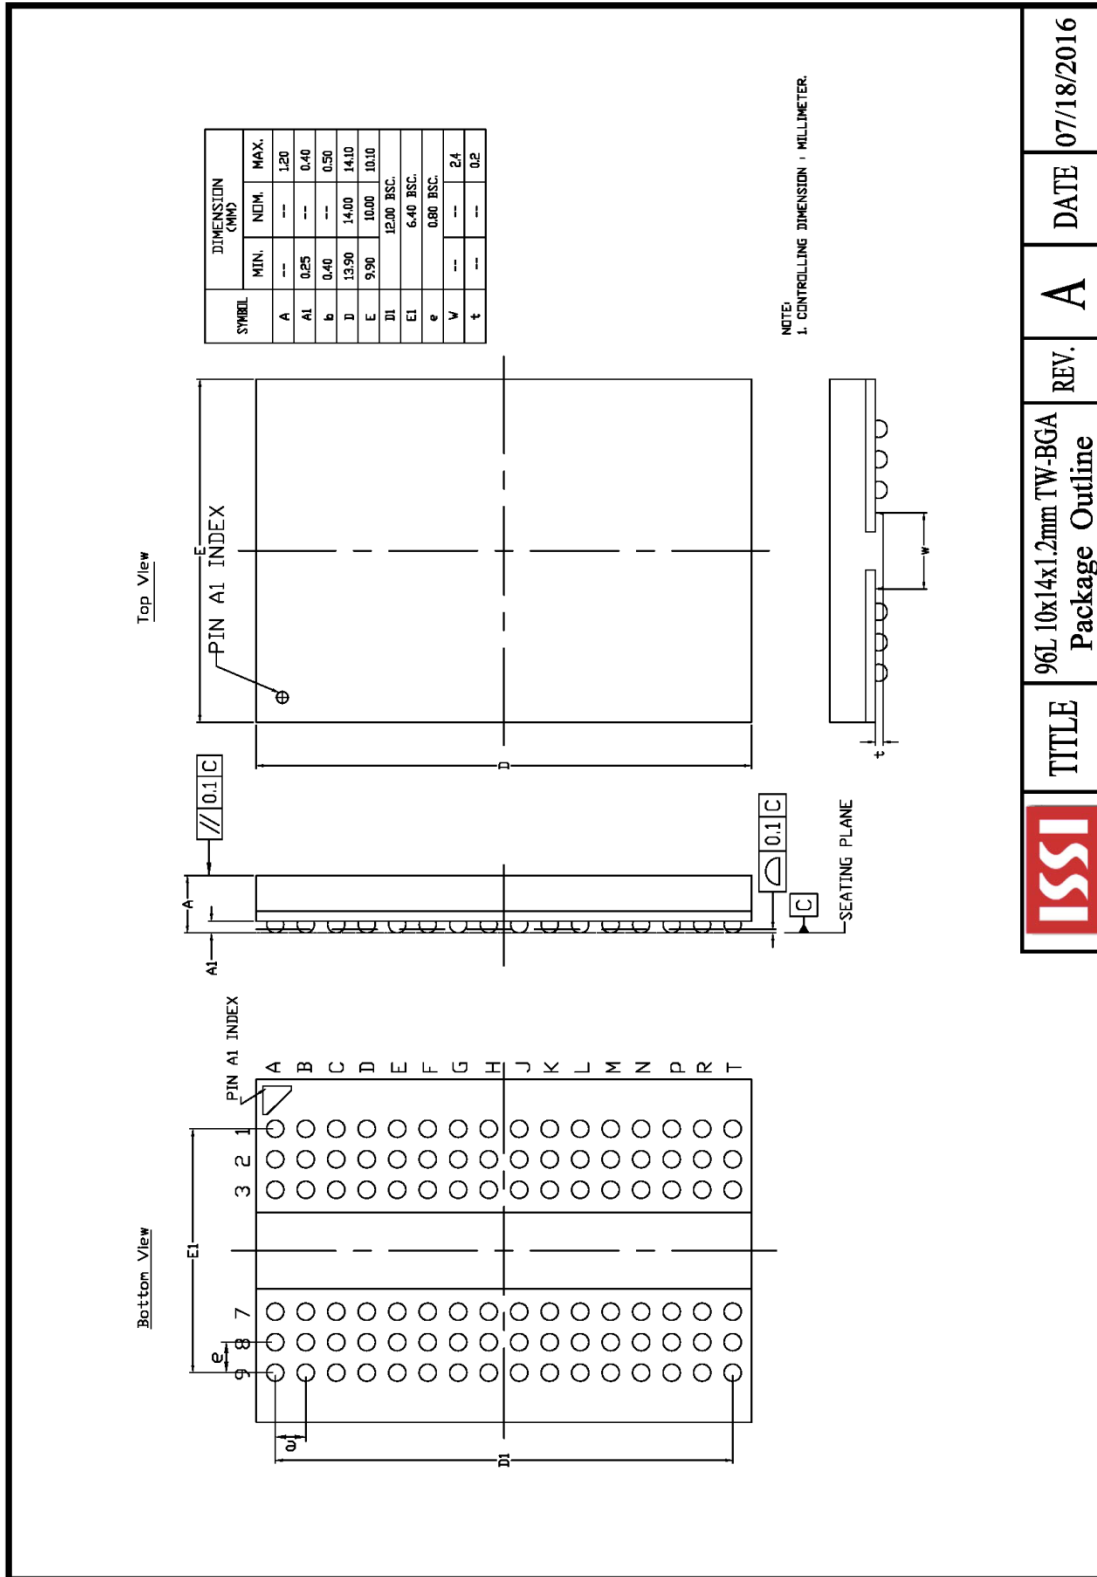 Top View
E
PIN A1 INDEX
D
SYMBOL DIMENSION (MM)
MIN. NOM. MAX.
A -- -- 1.20
A1 0.25 -- 0.40
b 0.40 -- 0.50
D 13.90 14.00 14.10
E 9.90 10.00 10.10
D1 12.00 BSC.
E1 6.40 BSC.
e 0.80 BSC.
W -- -- 2.4
t -- -- 0.2
Bottom View
E1
e
9 8 7 3 2 1
PIN A1 INDEX
A
B
C
D
E
F
G
H
J
K
L
M
N
P
R
T
e
D1
A
A1
// 0.1 C
0.1 C
C
SEATING PLANE
w
t
NOTE:
1. CONTROLLING DIMENSION : MILLIMETER.
ISSI
TITLE
96L 10x14x1.2mm TW-BGA
Package Outline
REV.
A
DATE
07/18/2016